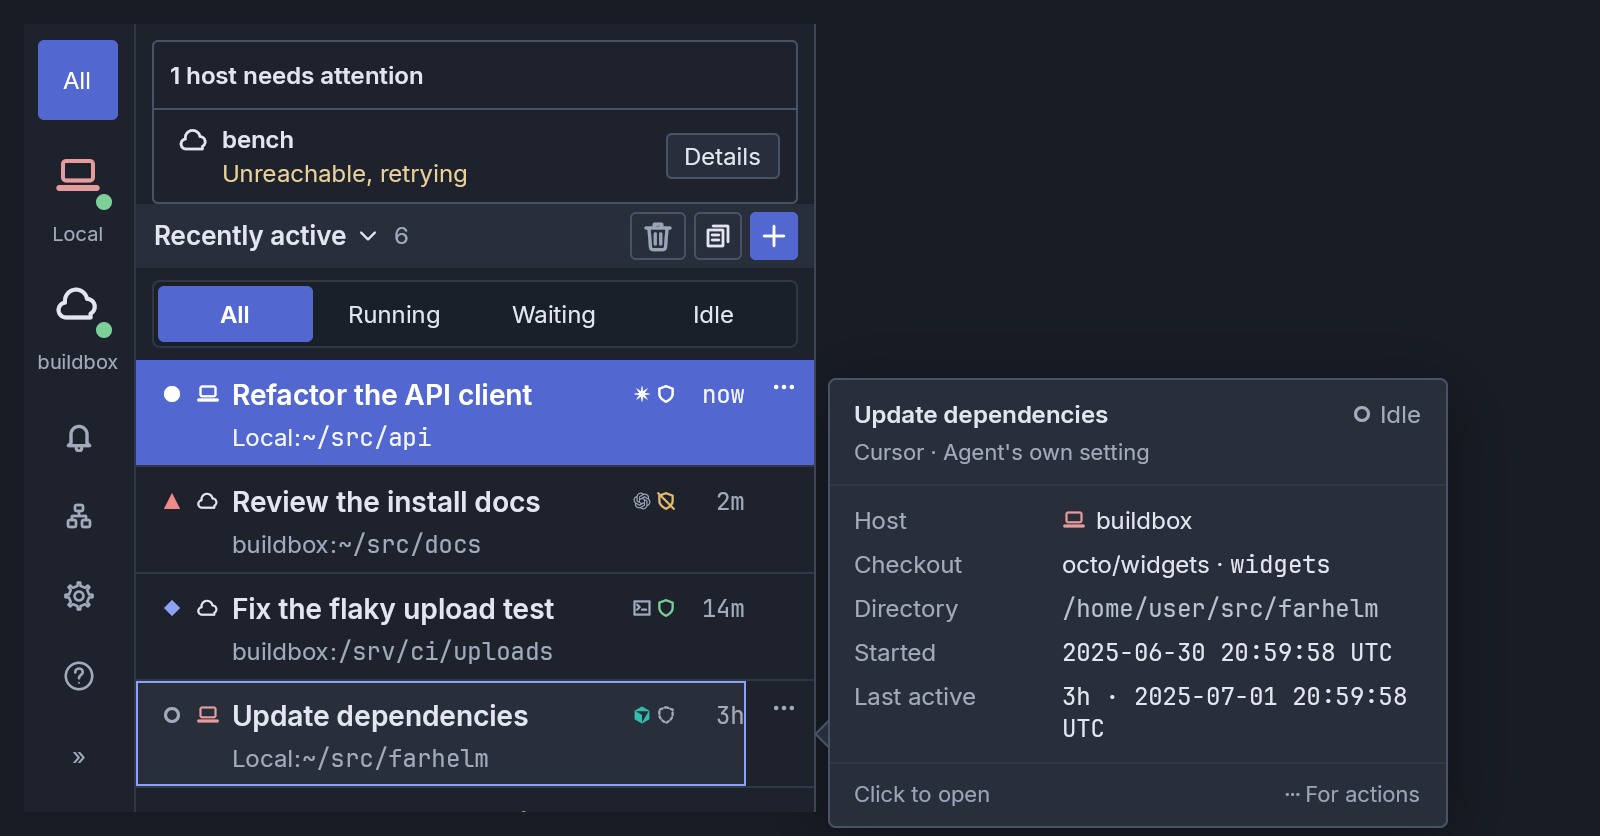 All
Local
buildbox
»
1 host needs attention
bench
Unreachable, retrying
Details
Recently active 6
All Running Waiting Idle
Refactor the API client now ···
Local:~/src/api
Review the install docs 2m
buildbox:~/src/docs
Fix the flaky upload test 14m
buildbox:/srv/ci/uploads
Update dependencies 3h ···
Local:~/src/farhelm
Update dependencies Idle
Cursor · Agent's own setting
Host buildbox
Checkout octo/widgets · widgets
Directory /home/user/src/farhelm
Started 2025-06-30 20:59:58 UTC
Last active 3h · 2025-07-01 20:59:58
UTC
Click to open ··· For actions